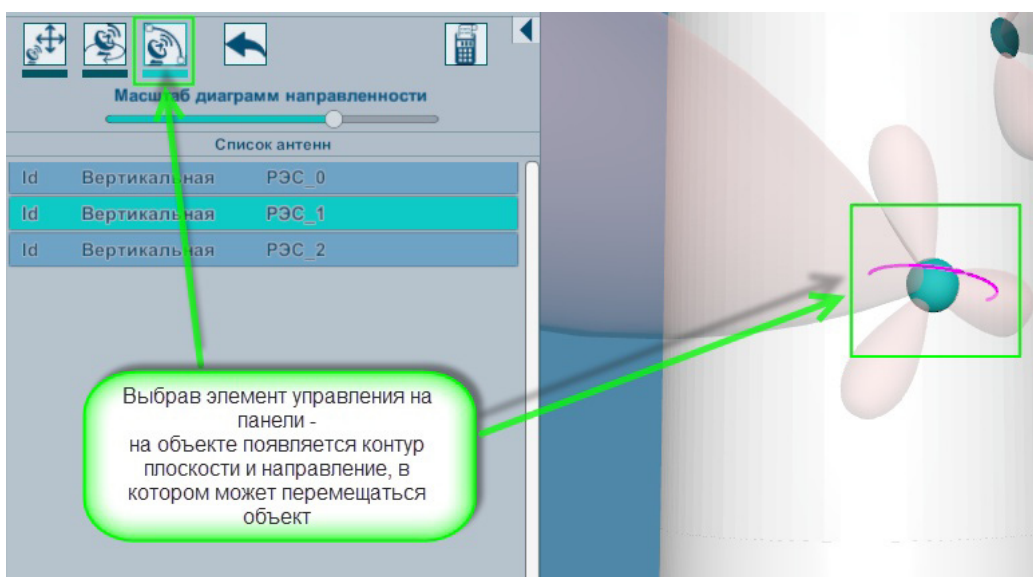 Масштаб диаграмм направленности
Список антенн
Id Вертикальная РЭС_0
Id Вертикальная РЭС_1
Id Вертикальная РЭС_2
Выбрав элемент управления на
панели -
на объекте появляется контур
плоскости и направление, в
котором может перемещаться
объект